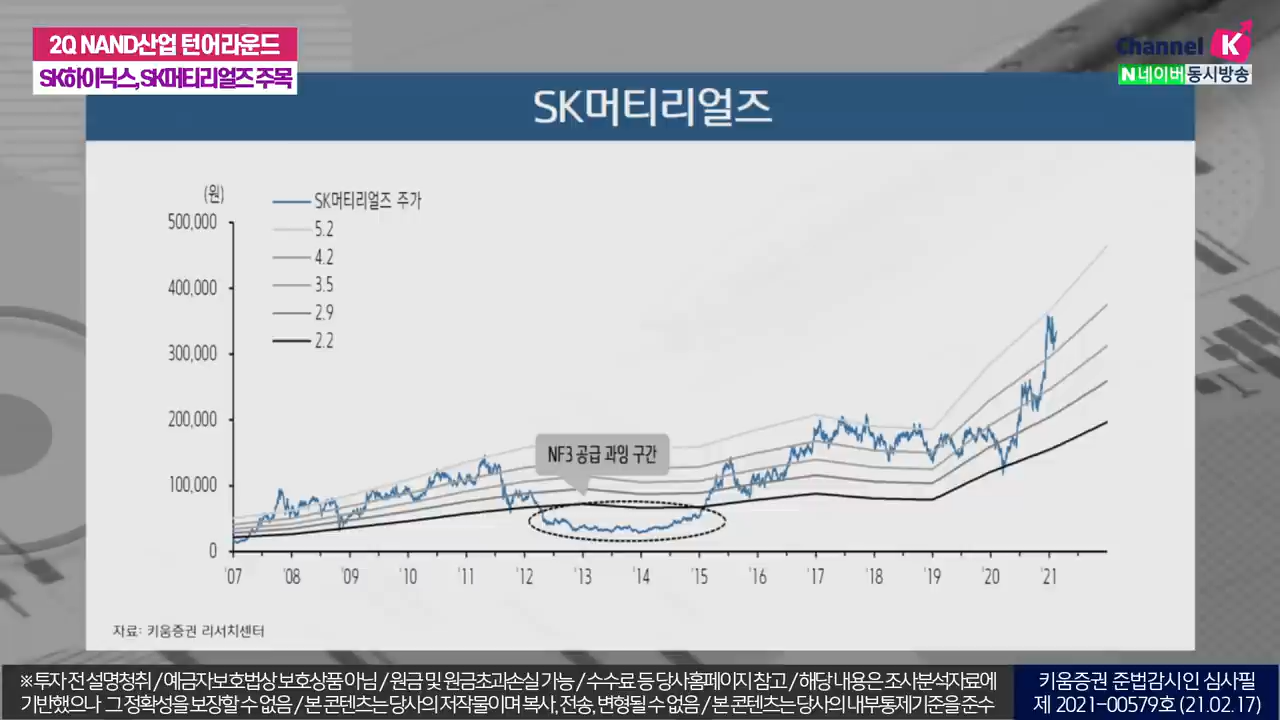 2Q NAND산업 턴어라운드
SK하이닉스, SK머티리얼즈 주목
Channel K
N 네이버 동시방송
SK머티리얼즈
(원)
500,000
400,000
300,000
200,000
100,000
0
SK머티리얼즈 주가
5.2
4.2
3.5
2.9
2.2
NF3 공급 과잉 구간
'07 '08 '09 '10 '11 '12 '13 '14 '15 '16 '17 '18 '19 '20 '21
자료: 키움증권 리서치센터
※ 투자 전 설명청취 / 예금자보호법상 보호상품 아님 / 원금 및 원금초과손실 가능 / 수수료 등 당사홈페이지 참고 / 해당 내용은 조사분석자료에
기반했으나 그 정확성을 보장할 수 없음 / 본 콘텐츠는 당사의 저작물이며 복사, 전송, 변형될 수 없음 / 본 콘텐츠는 당사의 내부통제기준을 준수
키움증권 준법감시인 심사필
제 2021-00579호 (21.02.17)